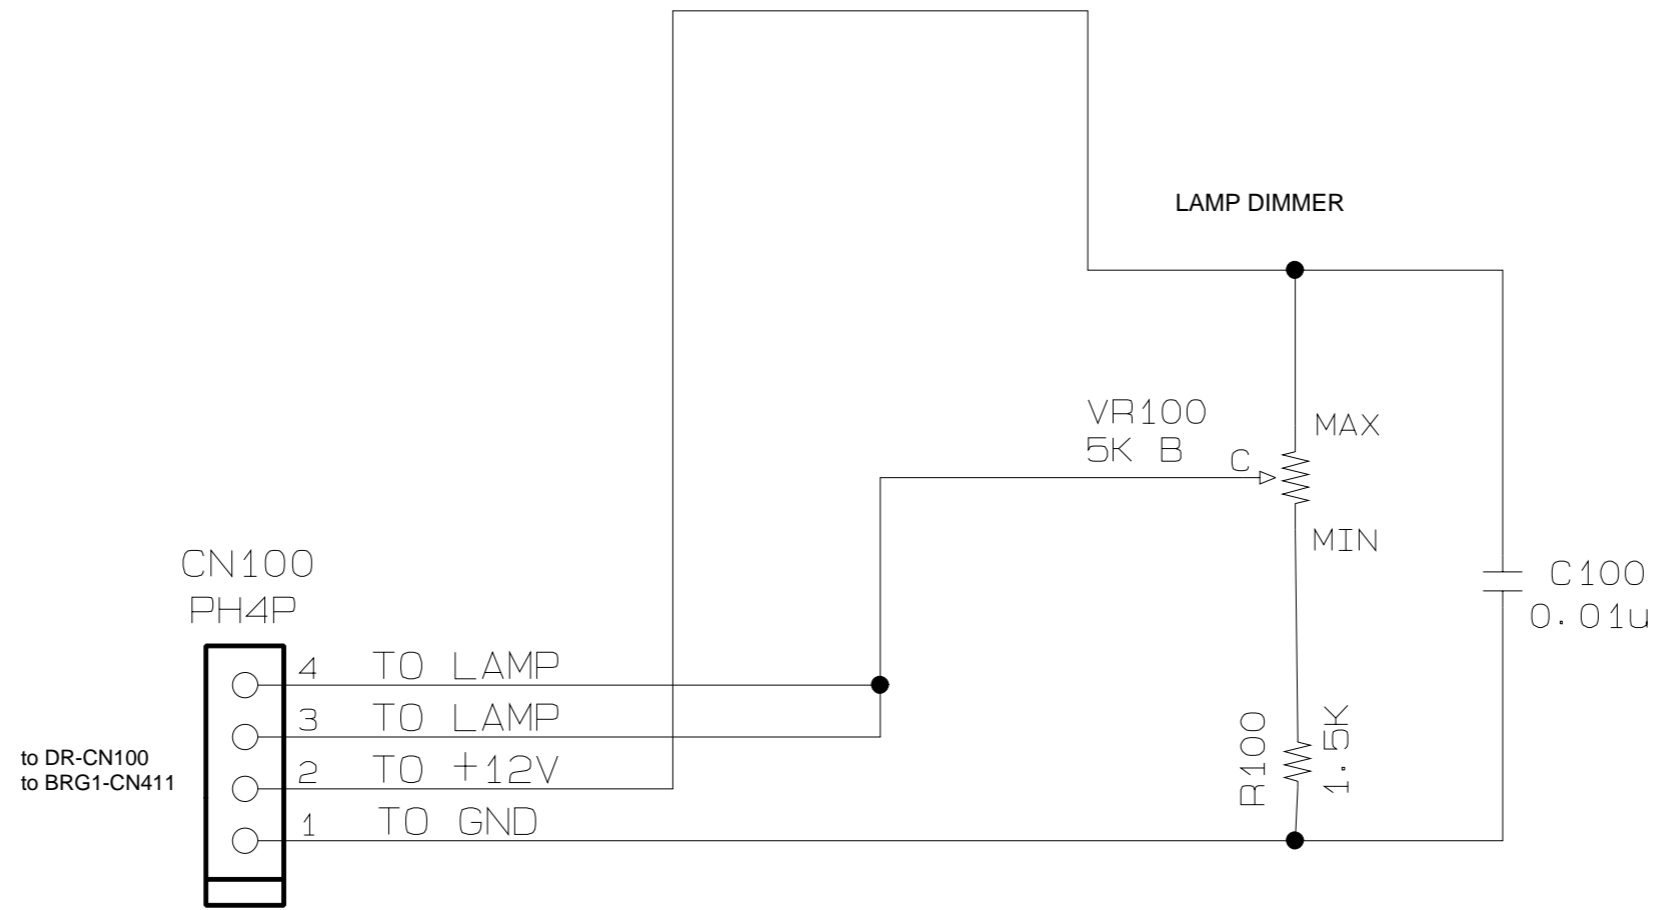 LAMP DIMMER
VR100
5K B
C
MAX
MIN
CN100
PH4P
C100
0.01u
4 TO LAMP
3 TO LAMP
2 TO +12V
1 TO GND
to DR-CN100
to BRG1-CN411
R100
1.5K